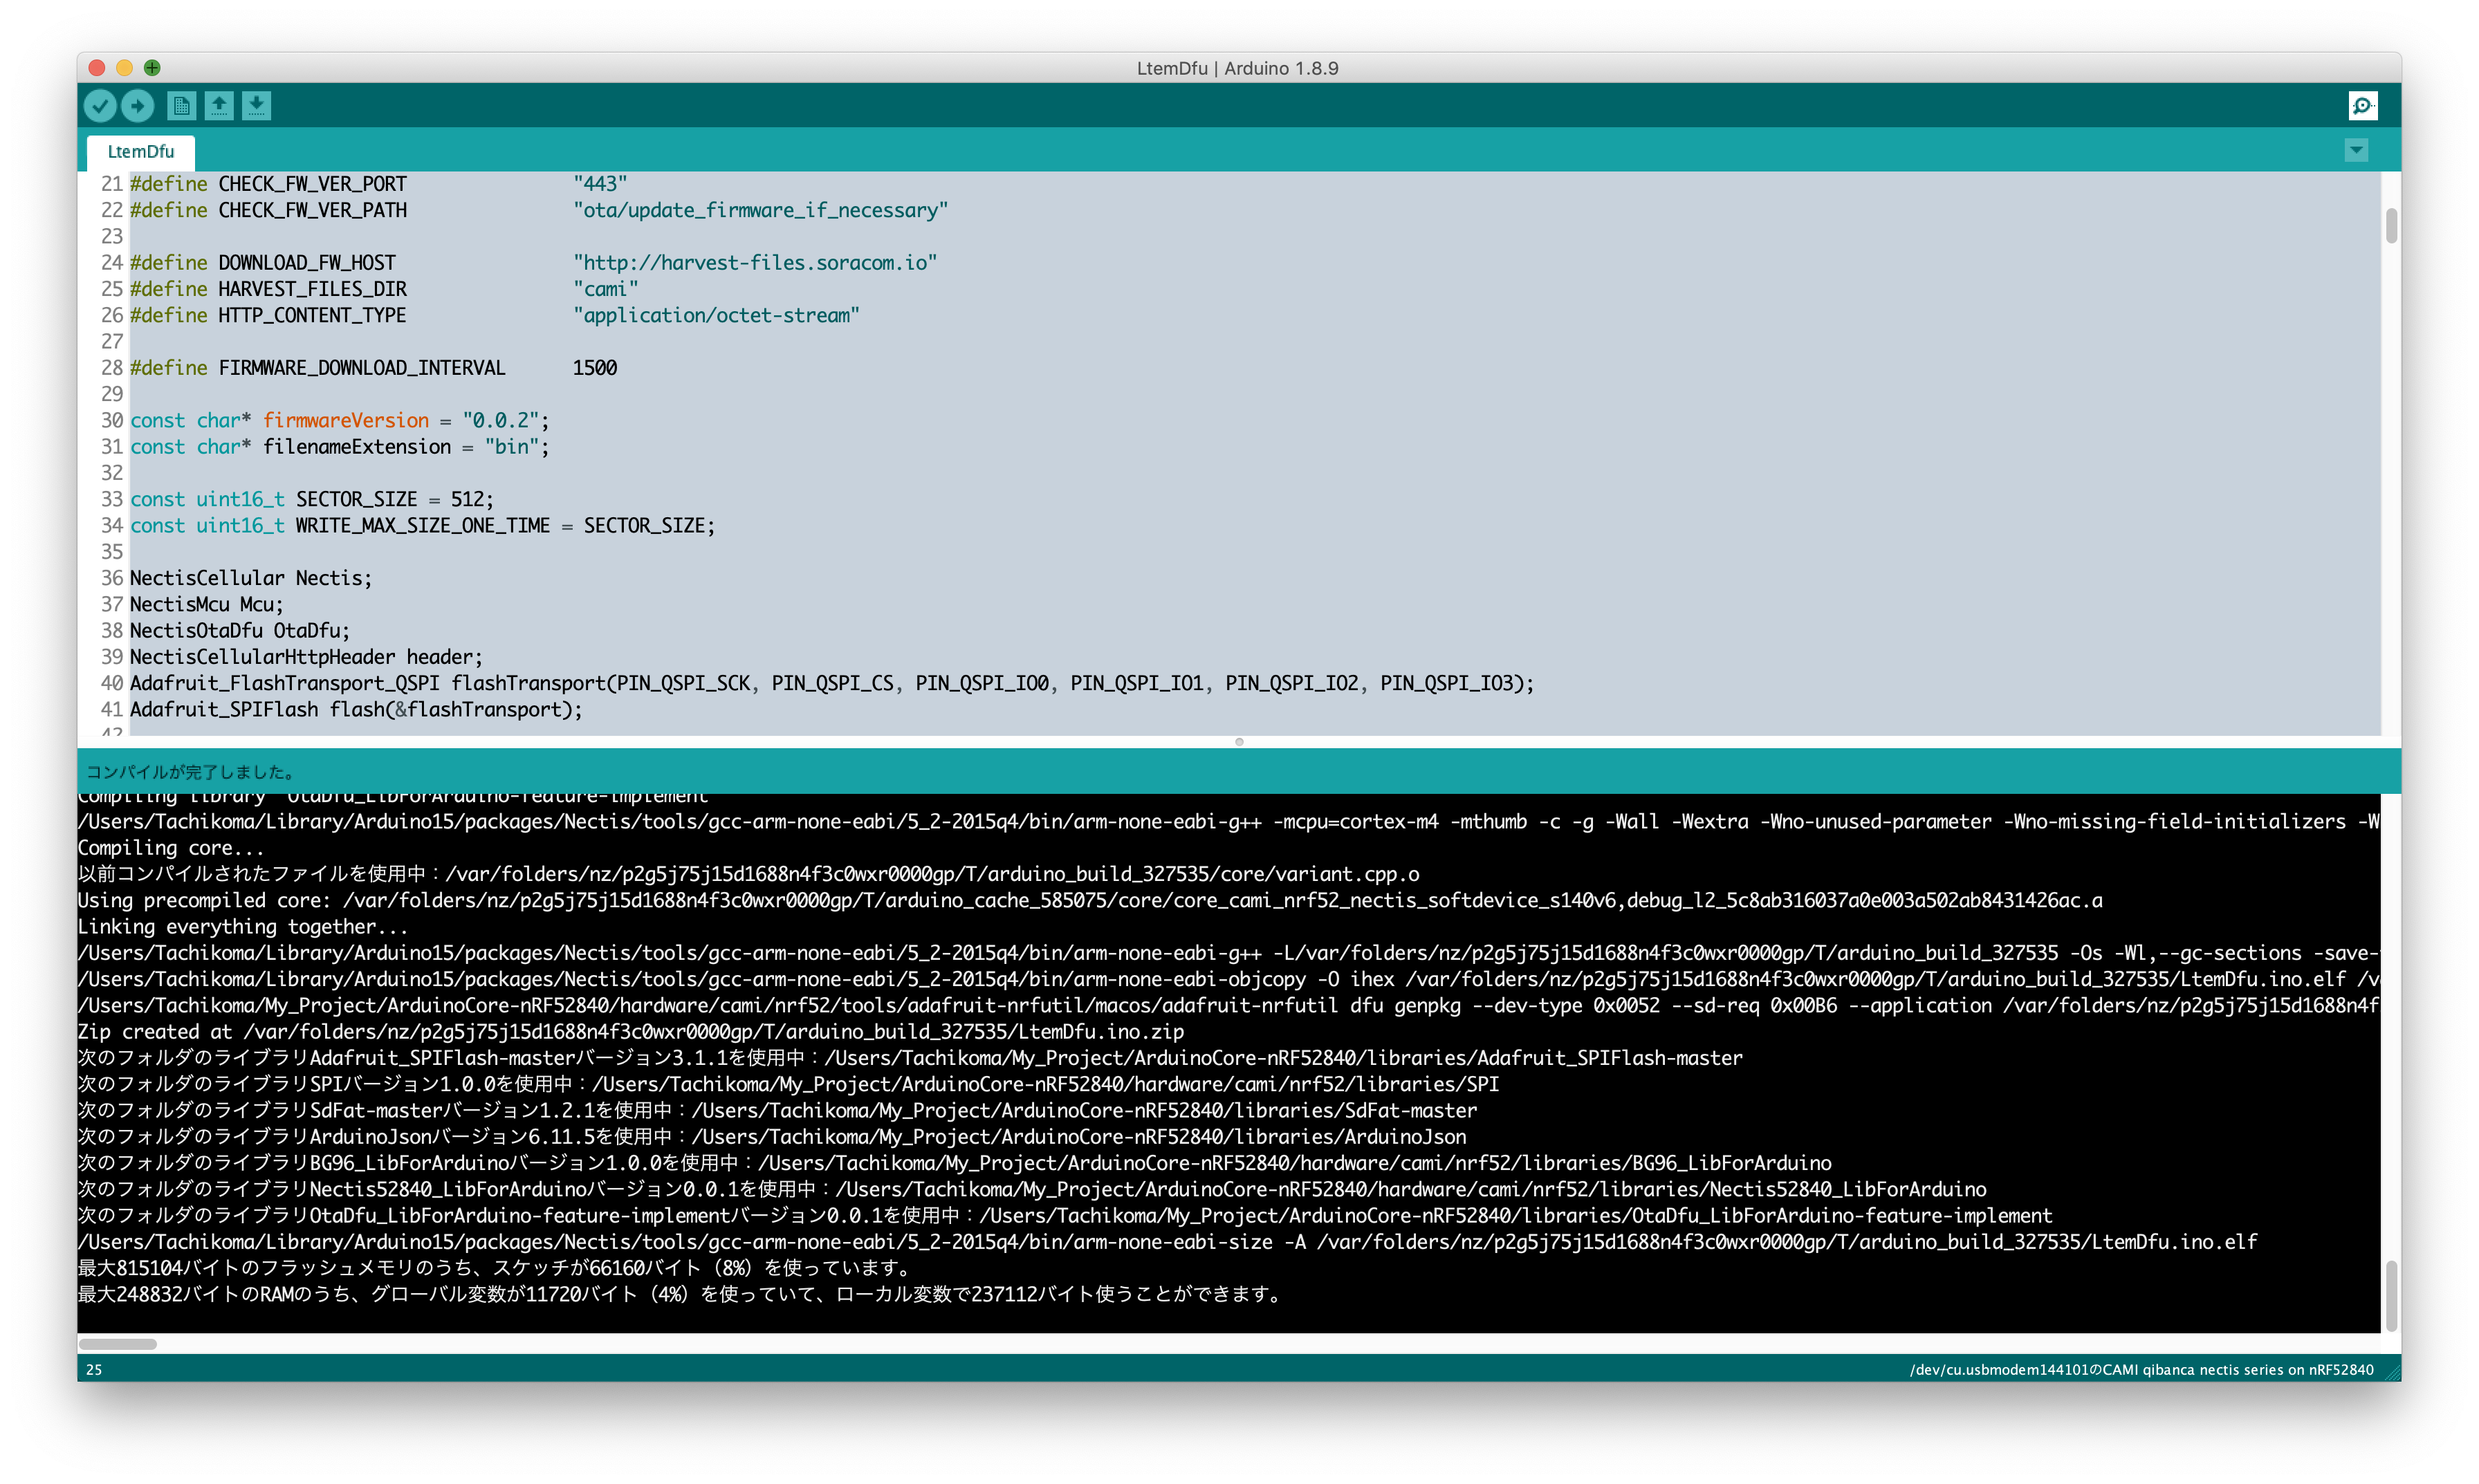 LtemDfu | Arduino 1.8.9
LtemDfu
21 #define CHECK_FW_VER_PORT "443"
22 #define CHECK_FW_VER_PATH "ota/update_firmware_if_necessary"
23
24 #define DOWNLOAD_FW_HOST "http://harvest-files.soracom.io"
25 #define HARVEST_FILES_DIR "cami"
26 #define HTTP_CONTENT_TYPE "application/octet-stream"
27
28 #define FIRMWARE_DOWNLOAD_INTERVAL 1500
29
30 const char* firmwareVersion = "0.0.2";
31 const char* filenameExtension = "bin";
32
33 const uint16_t SECTOR_SIZE = 512;
34 const uint16_t WRITE_MAX_SIZE_ONE_TIME = SECTOR_SIZE;
35
36 NectisCellular Nectis;
37 NectisMcu Mcu;
38 NectisOtaDfu OtaDfu;
39 NectisCellularHttpHeader header;
40 Adafruit_FlashTransport_QSPI flashTransport(PIN_QSPI_SCK, PIN_QSPI_CS, PIN_QSPI_IO0, PIN_QSPI_IO1, PIN_QSPI_IO2, PIN_QSPI_IO3);
41 Adafruit_SPIFlash flash(&flashTransport);
42
コンパイルが完了しました。
Compiling library "OtaDfu_LibForArduino-feature-implement"
/Users/Tachikoma/Library/Arduino15/packages/Nectis/tools/gcc-arm-none-eabi/5_2-2015q4/bin/arm-none-eabi-g++ -mcpu=cortex-m4 -mthumb -c -g -Wall -Wextra -Wno-unused-parameter -Wno-missing-field-initializers -W
Compiling core...
以前コンパイルされたファイルを使用中：/var/folders/nz/p2g5j75j15d1688n4f3c0wxr0000gp/T/arduino_build_327535/core/variant.cpp.o
Using precompiled core: /var/folders/nz/p2g5j75j15d1688n4f3c0wxr0000gp/T/arduino_cache_585075/core/core_cami_nrf52_nectis_softdevice_s140v6,debug_l2_5c8ab316037a0e003a502ab8431426ac.a
Linking everything together...
/Users/Tachikoma/Library/Arduino15/packages/Nectis/tools/gcc-arm-none-eabi/5_2-2015q4/bin/arm-none-eabi-g++ -L/var/folders/nz/p2g5j75j15d1688n4f3c0wxr0000gp/T/arduino_build_327535 -Os -Wl,--gc-sections -save-
/Users/Tachikoma/Library/Arduino15/packages/Nectis/tools/gcc-arm-none-eabi/5_2-2015q4/bin/arm-none-eabi-objcopy -O ihex /var/folders/nz/p2g5j75j15d1688n4f3c0wxr0000gp/T/arduino_build_327535/LtemDfu.ino.elf /v
/Users/Tachikoma/My_Project/ArduinoCore-nRF52840/hardware/cami/nrf52/tools/adafruit-nrfutil/macos/adafruit-nrfutil dfu genpkg --dev-type 0x0052 --sd-req 0x00B6 --application /var/folders/nz/p2g5j75j15d1688n4f
Zip created at /var/folders/nz/p2g5j75j15d1688n4f3c0wxr0000gp/T/arduino_build_327535/LtemDfu.ino.zip
次のフォルダのライブラリAdafruit_SPIFlash-masterバージョン3.1.1を使用中：/Users/Tachikoma/My_Project/ArduinoCore-nRF52840/libraries/Adafruit_SPIFlash-master
次のフォルダのライブラリSPIバージョン1.0.0を使用中：/Users/Tachikoma/My_Project/ArduinoCore-nRF52840/hardware/cami/nrf52/libraries/SPI
次のフォルダのライブラリSdFat-masterバージョン1.2.1を使用中：/Users/Tachikoma/My_Project/ArduinoCore-nRF52840/libraries/SdFat-master
次のフォルダのライブラリArduinoJsonバージョン6.11.5を使用中：/Users/Tachikoma/My_Project/ArduinoCore-nRF52840/libraries/ArduinoJson
次のフォルダのライブラリBG96_LibForArduinoバージョン1.0.0を使用中：/Users/Tachikoma/My_Project/ArduinoCore-nRF52840/hardware/cami/nrf52/libraries/BG96_LibForArduino
次のフォルダのライブラリNectis52840_LibForArduinoバージョン0.0.1を使用中：/Users/Tachikoma/My_Project/ArduinoCore-nRF52840/hardware/cami/nrf52/libraries/Nectis52840_LibForArduino
次のフォルダのライブラリOtaDfu_LibForArduino-feature-implementバージョン0.0.1を使用中：/Users/Tachikoma/My_Project/ArduinoCore-nRF52840/libraries/OtaDfu_LibForArduino-feature-implement
/Users/Tachikoma/Library/Arduino15/packages/Nectis/tools/gcc-arm-none-eabi/5_2-2015q4/bin/arm-none-eabi-size -A /var/folders/nz/p2g5j75j15d1688n4f3c0wxr0000gp/T/arduino_build_327535/LtemDfu.ino.elf
最大815104バイトのフラッシュメモリのうち、スケッチが66160バイト（8%）を使っています。
最大248832バイトのRAMのうち、グローバル変数が11720バイト（4%）を使っていて、ローカル変数で237112バイト使うことができます。
25
/dev/cu.usbmodem144101のCAMI qibanca nectis series on nRF52840